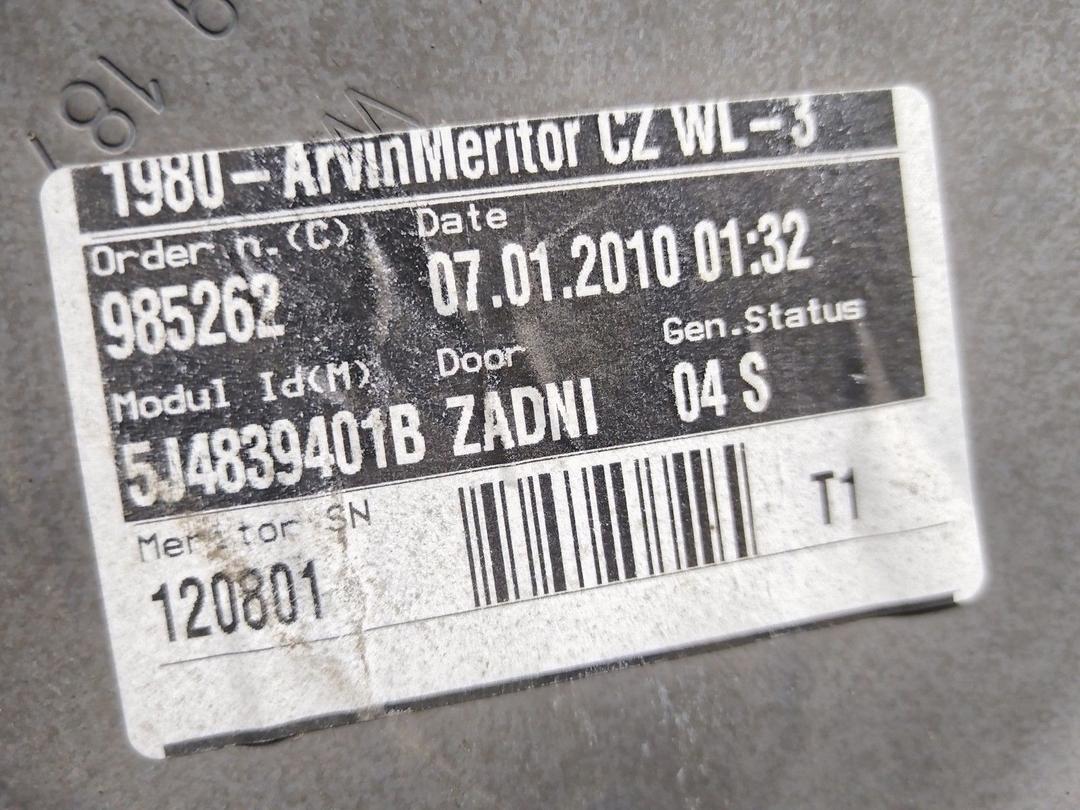 81
W
1980-ArvinMeritor CZ WL-3
Order n.(C) Date
985262 07.01.2010 01:32
Modul Id(M) Door Gen.Status
5J4839401B ZADNI 04 S
Meritor SN
120801 T1